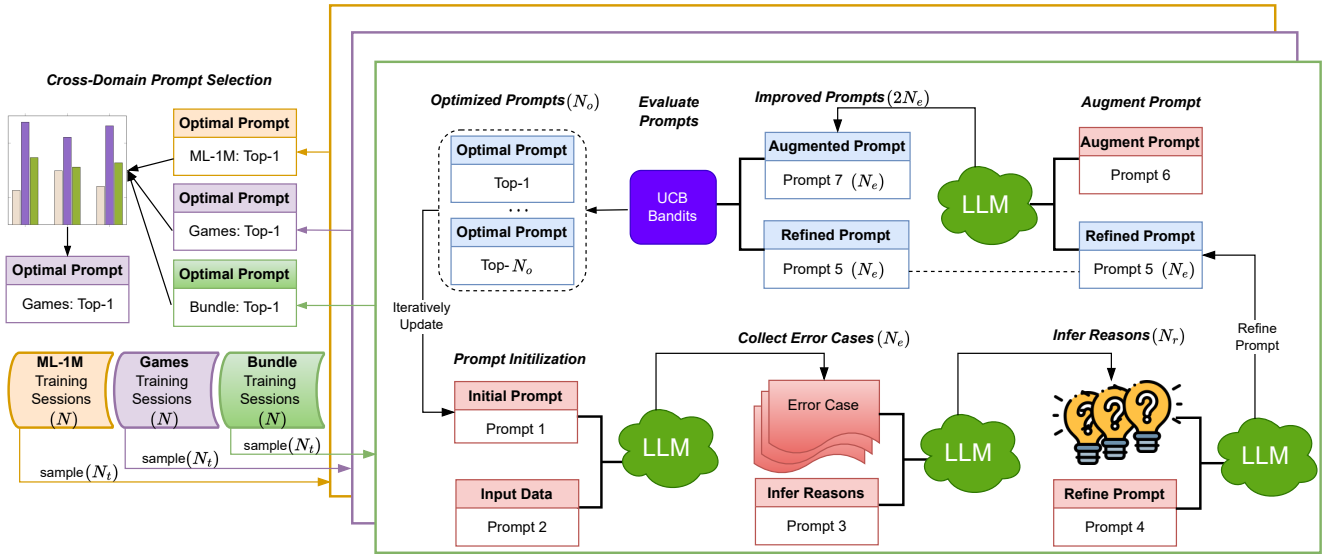 Cross-Domain Prompt Selection
Optimal Prompt
ML-1M: Top-1
Optimal Prompt
Games: Top-1
Optimal Prompt
Bundle: Top-1
Optimal Prompt
Games: Top-1
ML-1M
Training
Sessions
(N)
Games
Training
Sessions
(N)
Bundle
Training
Sessions
(N)
sample(N_t)
sample(N_t)
sample(N_t)
Optimized Prompts(N_o)
Optimal Prompt
Top-1
...
Optimal Prompt
Top- N_o
Iteratively
Update
Evaluate
Prompts
UCB
Bandits
Improved Prompts(2N_e)
Augmented Prompt
Prompt 7 (N_e)
Refined Prompt
Prompt 5 (N_e)
LLM
Augment Prompt
Augment Prompt
Prompt 6
Refined Prompt
Prompt 5 (N_e)
Refine
Prompt
Prompt Initilization
Initial Prompt
Prompt 1
Input Data
Prompt 2
LLM
Collect Error Cases(N_e)
Error Case
Infer Reasons
Prompt 3
LLM
Infer Reasons(N_r)
? ? ?
Refine Prompt
Prompt 4
LLM